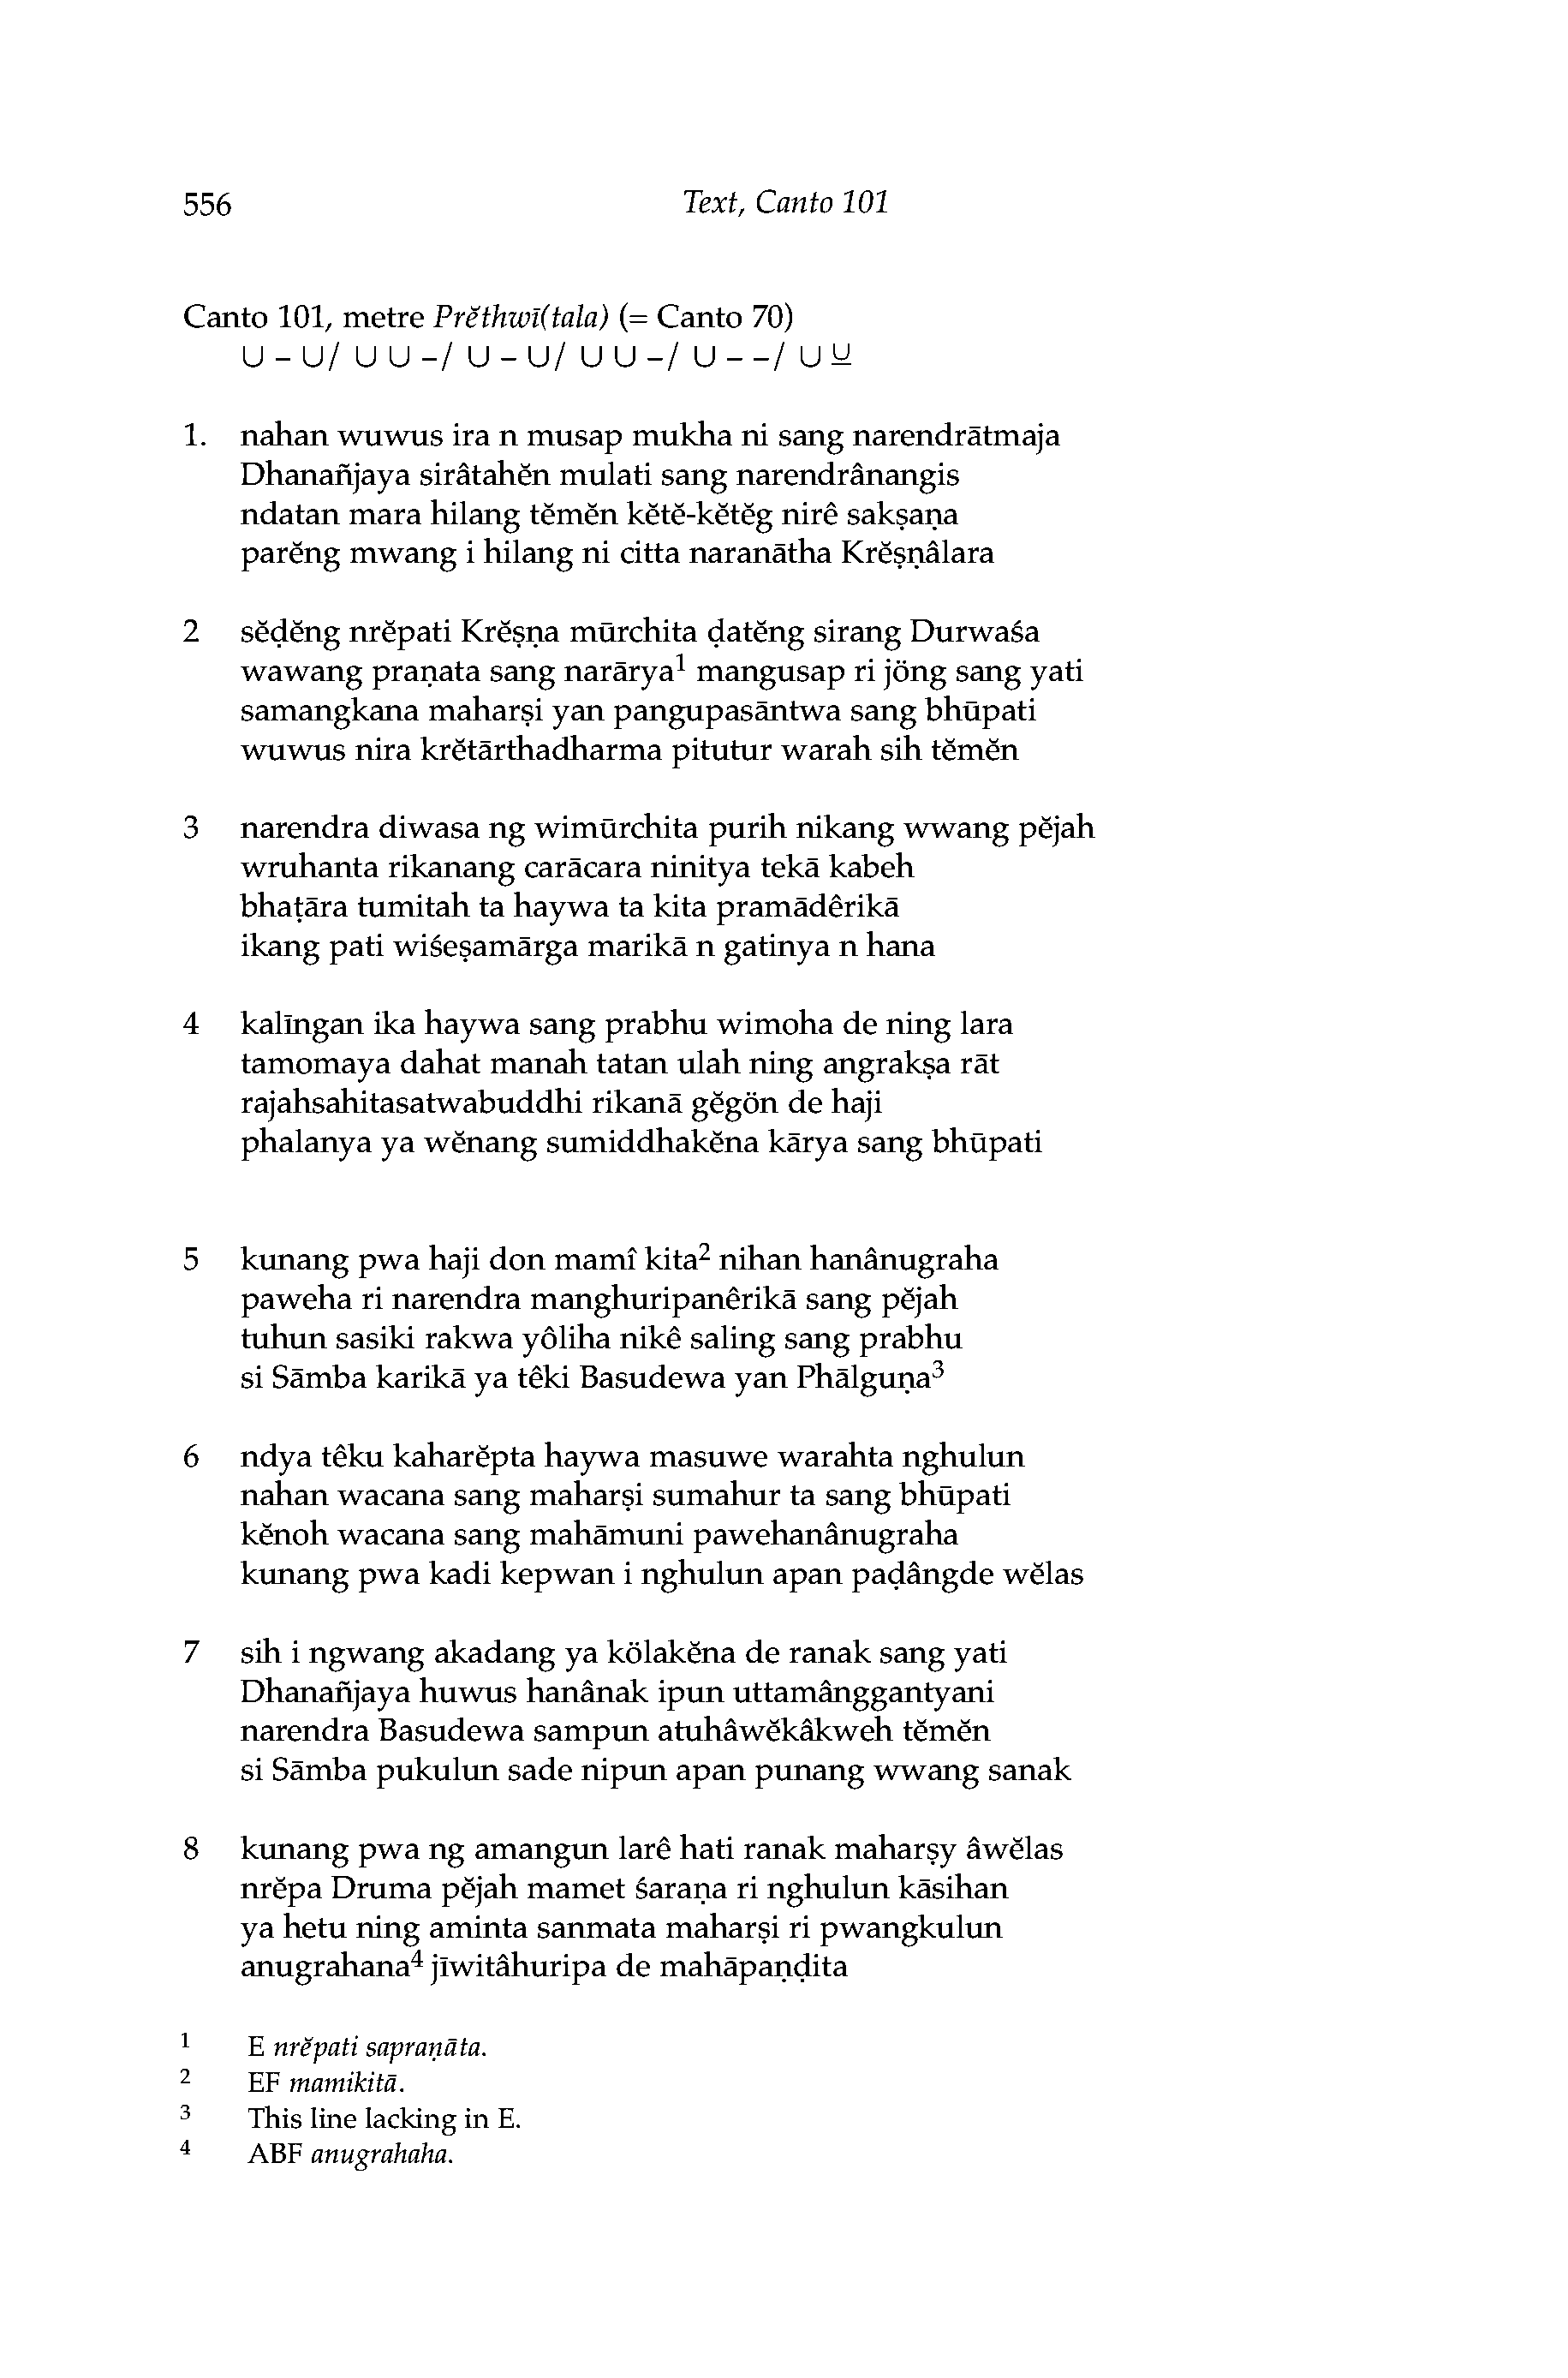 556 Text, Canto 101
Canto 101, metre Prĕthwī(tala) (= Canto 70)
∪ – ∪/ ∪ ∪ –/ ∪ – ∪/ ∪ ∪ –/ ∪ – –/ ∪ ⊻
1. nahan wuwus ira n musap mukha ni sang narendrātmaja
Dhanañjaya sirâtahĕn mulati sang narendrânangis
ndatan mara hilang tĕmĕn kĕtĕ-kĕtĕg nirê sakṣaṇa
parĕng mwang i hilang ni citta naranātha Krĕṣṇâlara
2 sĕḍĕng nrĕpati Krĕṣṇa mūrchita ḍatĕng sirang Durwaśa
wawang praṇata sang narārya¹ mangusap ri jöng sang yati
samangkana maharṣi yan pangupasāntwa sang bhūpati
wuwus nira krĕtārthadharma pitutur warah sih tĕmĕn
3 narendra diwasa ng wimūrchita purih nikang wwang pĕjah
wruhanta rikanang carācara ninitya tekā kabeh
bhaṭāra tumitah ta haywa ta kita pramādêrikā
ikang pati wiśeṣamārga marikā n gatinya n hana
4 kalīngan ika haywa sang prabhu wimoha de ning lara
tamomaya dahat manah tatan ulah ning angrakṣa rāt
rajahsahitasatwabuddhi rikanā gĕgön de haji
phalanya ya wĕnang sumiddhakĕna kārya sang bhūpati
5 kunang pwa haji don mamî kita² nihan hanânugraha
paweha ri narendra manghuripanêrikā sang pĕjah
tuhun sasiki rakwa yôliha nikê saling sang prabhu
si Sāmba karikā ya têki Basudewa yan Phālguṇa³
6 ndya têku kaharĕpta haywa masuwe warahta nghulun
nahan wacana sang maharṣi sumahur ta sang bhūpati
kĕnoh wacana sang mahāmuni pawehanânugraha
kunang pwa kadi kepwan i nghulun apan paḍângde wĕlas
7 sih i ngwang akadang ya kölakĕna de ranak sang yati
Dhanañjaya huwus hanânak ipun uttamânggantyani
narendra Basudewa sampun atuhâwĕkâkweh tĕmĕn
si Sāmba pukulun sade nipun apan punang wwang sanak
8 kunang pwa ng amangun larê hati ranak maharṣy âwĕlas
nrĕpa Druma pĕjah mamet śaraṇa ri nghulun kāsihan
ya hetu ning aminta sanmata maharṣi ri pwangkulun
anugrahana⁴ jīwitâhuripa de mahāpaṇḍita
¹ E nrĕpati sapraṇāta.
² EF mamikitā.
³ This line lacking in E.
⁴ ABF anugrahaha.